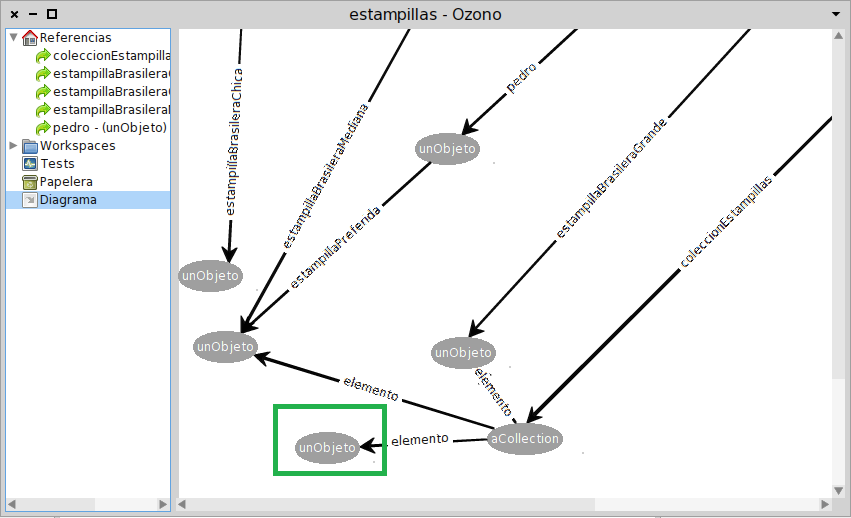 estampillas - Ozono
Referencias
coleccionEstampilla
estampillaBrasilera
estampillaBrasilera
estampillaBrasilera
pedro - (unObjeto)
Workspaces
Tests
Papelera
Diagrama
estampillaBrasileraChica
estampillaBrasileraMediana
pedro
estampillaBrasileraGrande
coleccionEstampillas
unObjeto
estampillaPreferida
unObjeto
unObjeto
unObjeto
elemento
elemento
unObjeto
elemento
aCollection